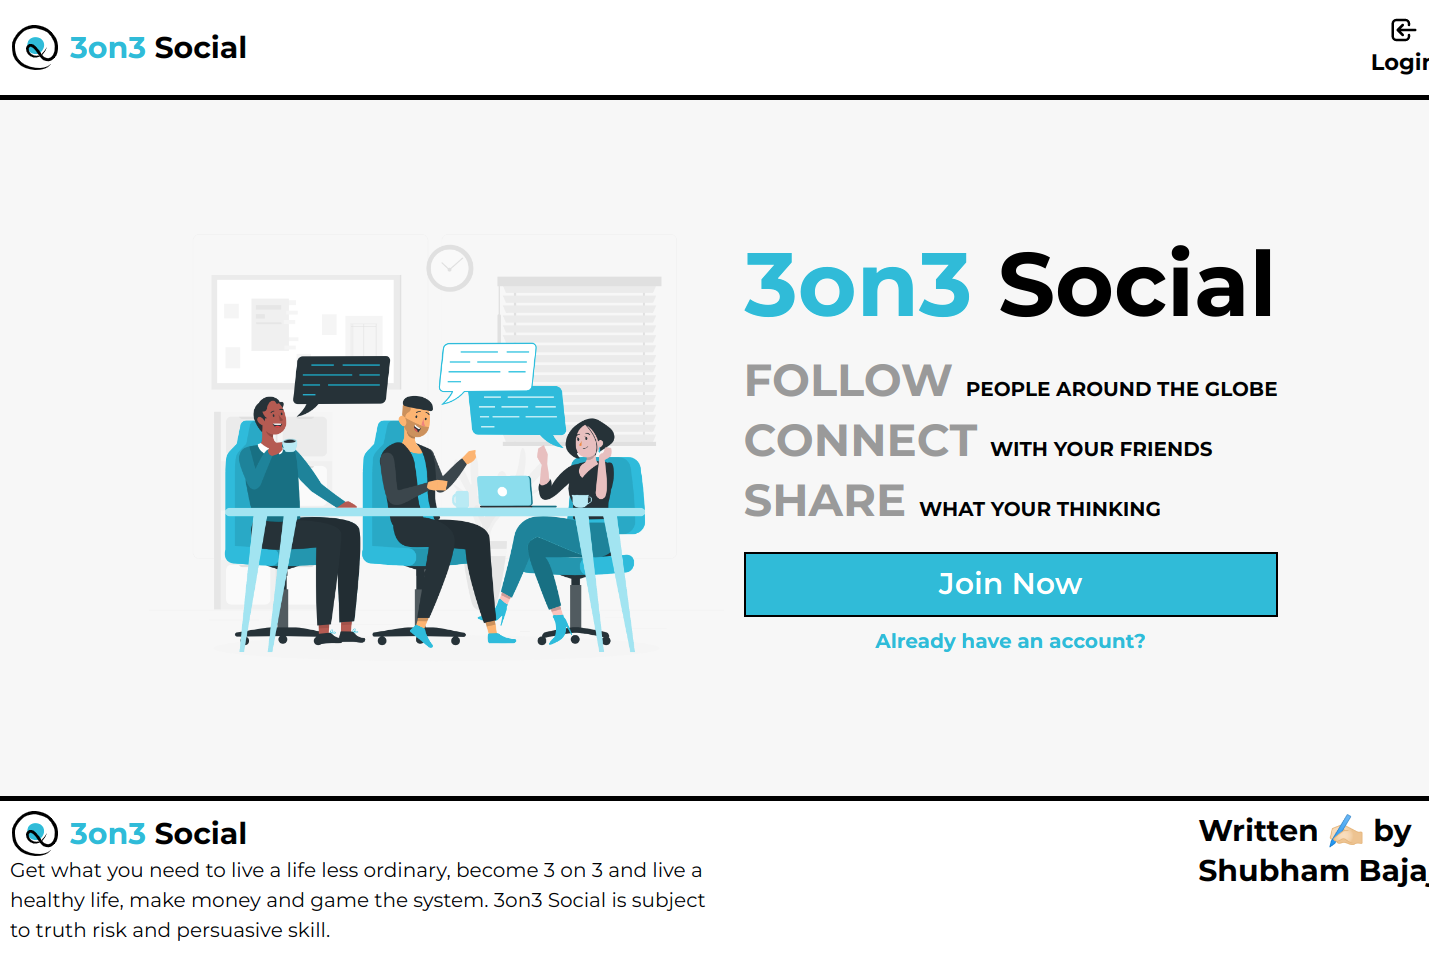 3on3 Social
Login
3on3 Social
FOLLOW PEOPLE AROUND THE GLOBE
CONNECT WITH YOUR FRIENDS
SHARE WHAT YOUR THINKING
Join Now
Already have an account?
3on3 Social
Get what you need to live a life less ordinary, become 3 on 3 and live a
healthy life, make money and game the system. 3on3 Social is subject
to truth risk and persuasive skill.
Written ✍🏼 by
Shubham Bajaj